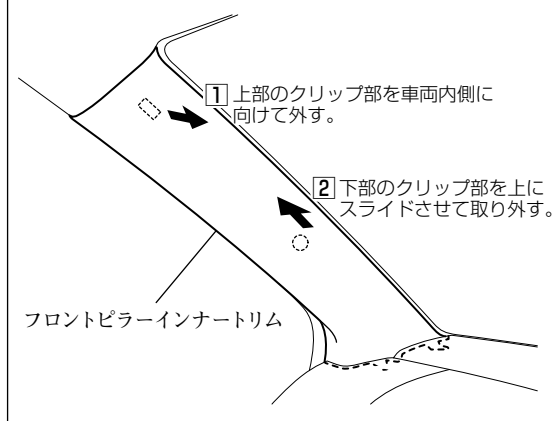 1 上部のクリップ部を車両内側に
向けて外す。
2 下部のクリップ部を上に
スライドさせて取り外す。
フロントピラーインナートリム